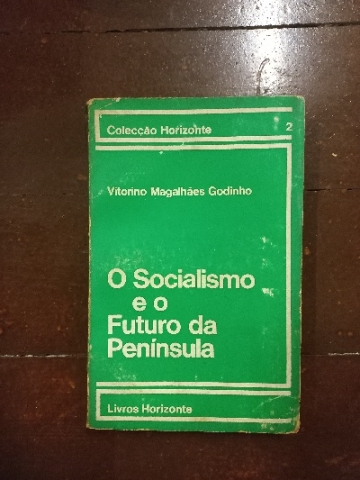 Colecção Horizonte 2
Vitorino Magalhães Godinho
O Socialismo
e o
Futuro da
Península
Livros Horizonte